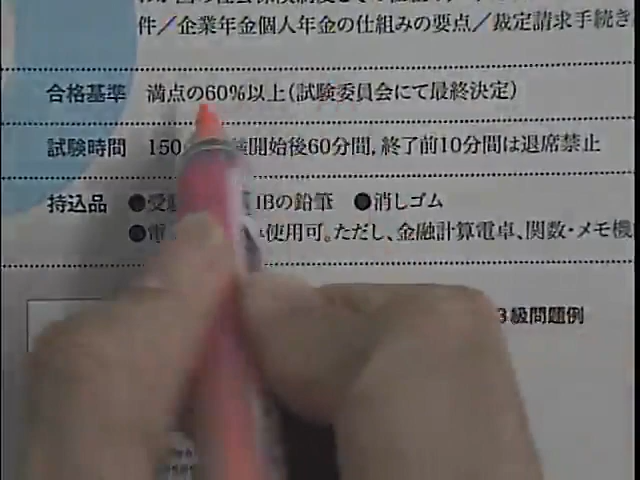 件／企業年金個人年金の仕組みの要点／裁定請求手続き
合格基準 満点の60%以上(試験委員会にて最終決定)
試験時間 150 開始後60分間,終了前10分間は退席禁止
持込品 ●受 HBの鉛筆 ●消しゴム
●電 使用可。ただし、金融計算電卓、関数・メモ機
3級問題例